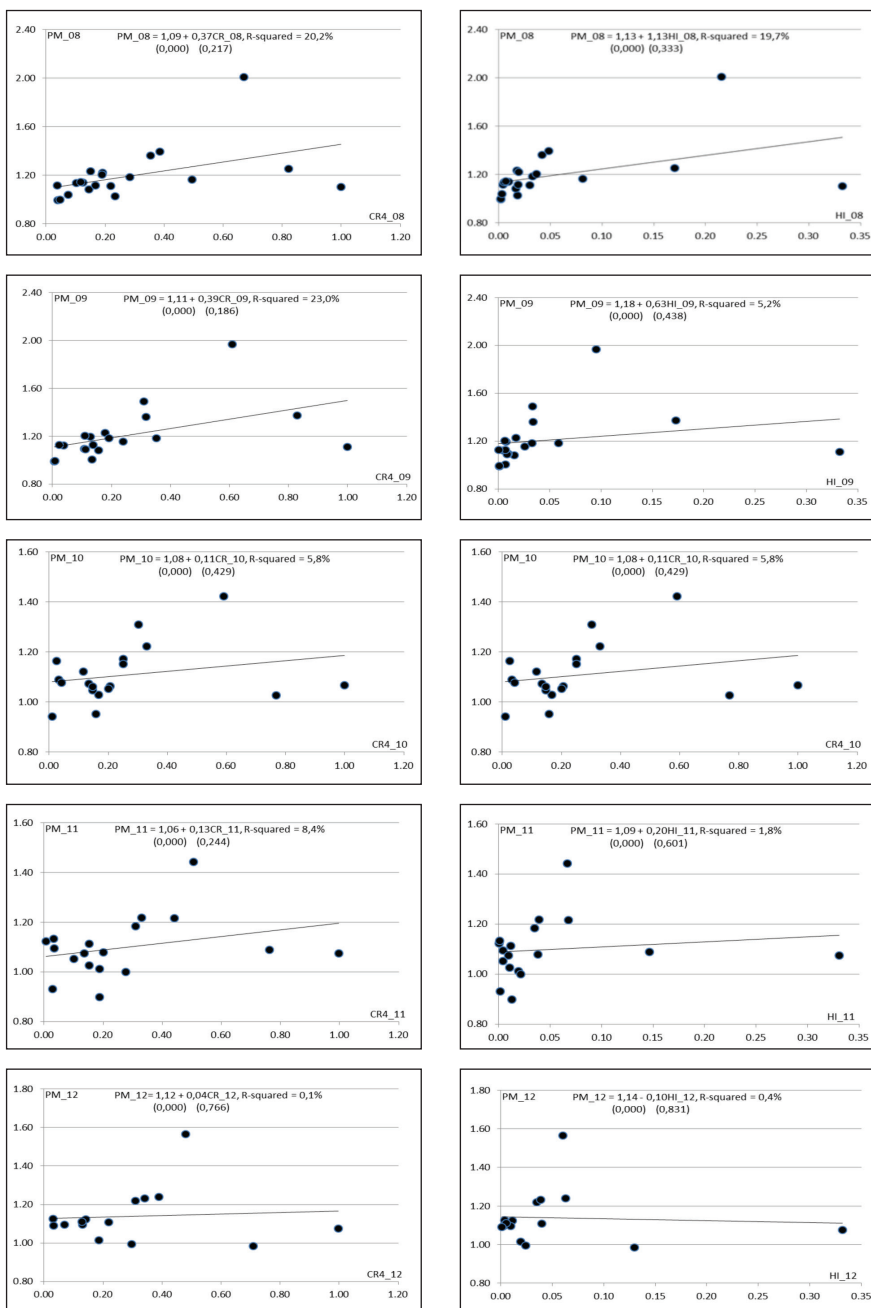 2.40
PM_08 PM_08 = 1,09 + 0,37CR_08, R-squared = 20,2%
(0,000) (0,217)
2.00
1.60
1.20
0.80
CR4_08
0.00 0.20 0.40 0.60 0.80 1.00 1.20
2.40
PM_08 PM_08 = 1,13 + 1,13HI_08, R-squared = 19,7%
(0,000) (0,333)
2.00
1.60
1.20
0.80
HI_08
0.00 0.05 0.10 0.15 0.20 0.25 0.30 0.35
2.40
PM_09 PM_09 = 1,11 + 0,39CR_09, R-squared = 23,0%
(0,000) (0,186)
2.00
1.60
1.20
0.80
CR4_09
0.00 0.20 0.40 0.60 0.80 1.00 1.20
2.40
PM_09 PM_09 = 1,18 + 0,63HI_09, R-squared = 5,2%
(0,000) (0,438)
2.00
1.60
1.20
0.80
HI_09
0.00 0.05 0.10 0.15 0.20 0.25 0.30 0.35
1.60
PM_10 PM_10 = 1,08 + 0,11CR_10, R-squared = 5,8%
(0,000) (0,429)
1.40
1.20
1.00
0.80
CR4_10
0.00 0.20 0.40 0.60 0.80 1.00 1.20
1.60
PM_10 PM_10 = 1,08 + 0,11CR_10, R-squared = 5,8%
(0,000) (0,429)
1.40
1.20
1.00
0.80
CR4_10
0.00 0.20 0.40 0.60 0.80 1.00 1.20
1.60
PM_11 PM_11 = 1,06 + 0,13CR_11, R-squared = 8,4%
(0,000) (0,244)
1.40
1.20
1.00
0.80
CR4_11
0.00 0.20 0.40 0.60 0.80 1.00 1.20
1.60
PM_11 PM_11 = 1,09 + 0,20HI_11, R-squared = 1,8%
(0,000) (0,601)
1.40
1.20
1.00
0.80
HI_11
0.00 0.05 0.10 0.15 0.20 0.25 0.30 0.35
1.80
PM_12 PM_12= 1,12 + 0,04CR_12, R-squared = 0,1%
(0,000) (0,766)
1.60
1.40
1.20
1.00
0.80
CR4_12
0.00 0.20 0.40 0.60 0.80 1.00 1.20
1.80
PM_12 PM_12 = 1,14 - 0,10HI_12, R-squared = 0,4%
(0,000) (0,831)
1.60
1.40
1.20
1.00
0.80
HI_12
0.00 0.05 0.10 0.15 0.20 0.25 0.30 0.35